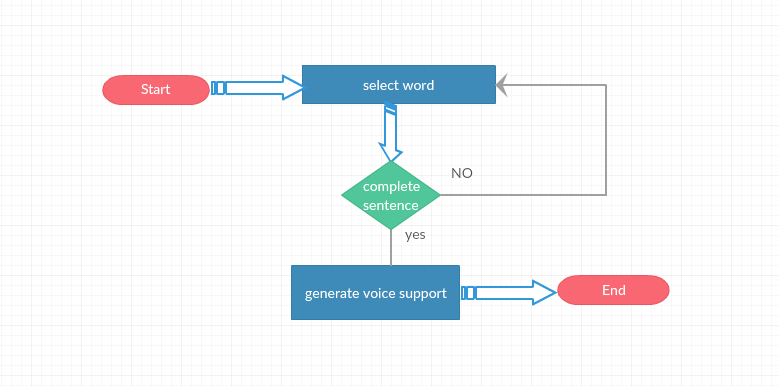 Start
select word
complete
sentence
NO
yes
generate voice support
End